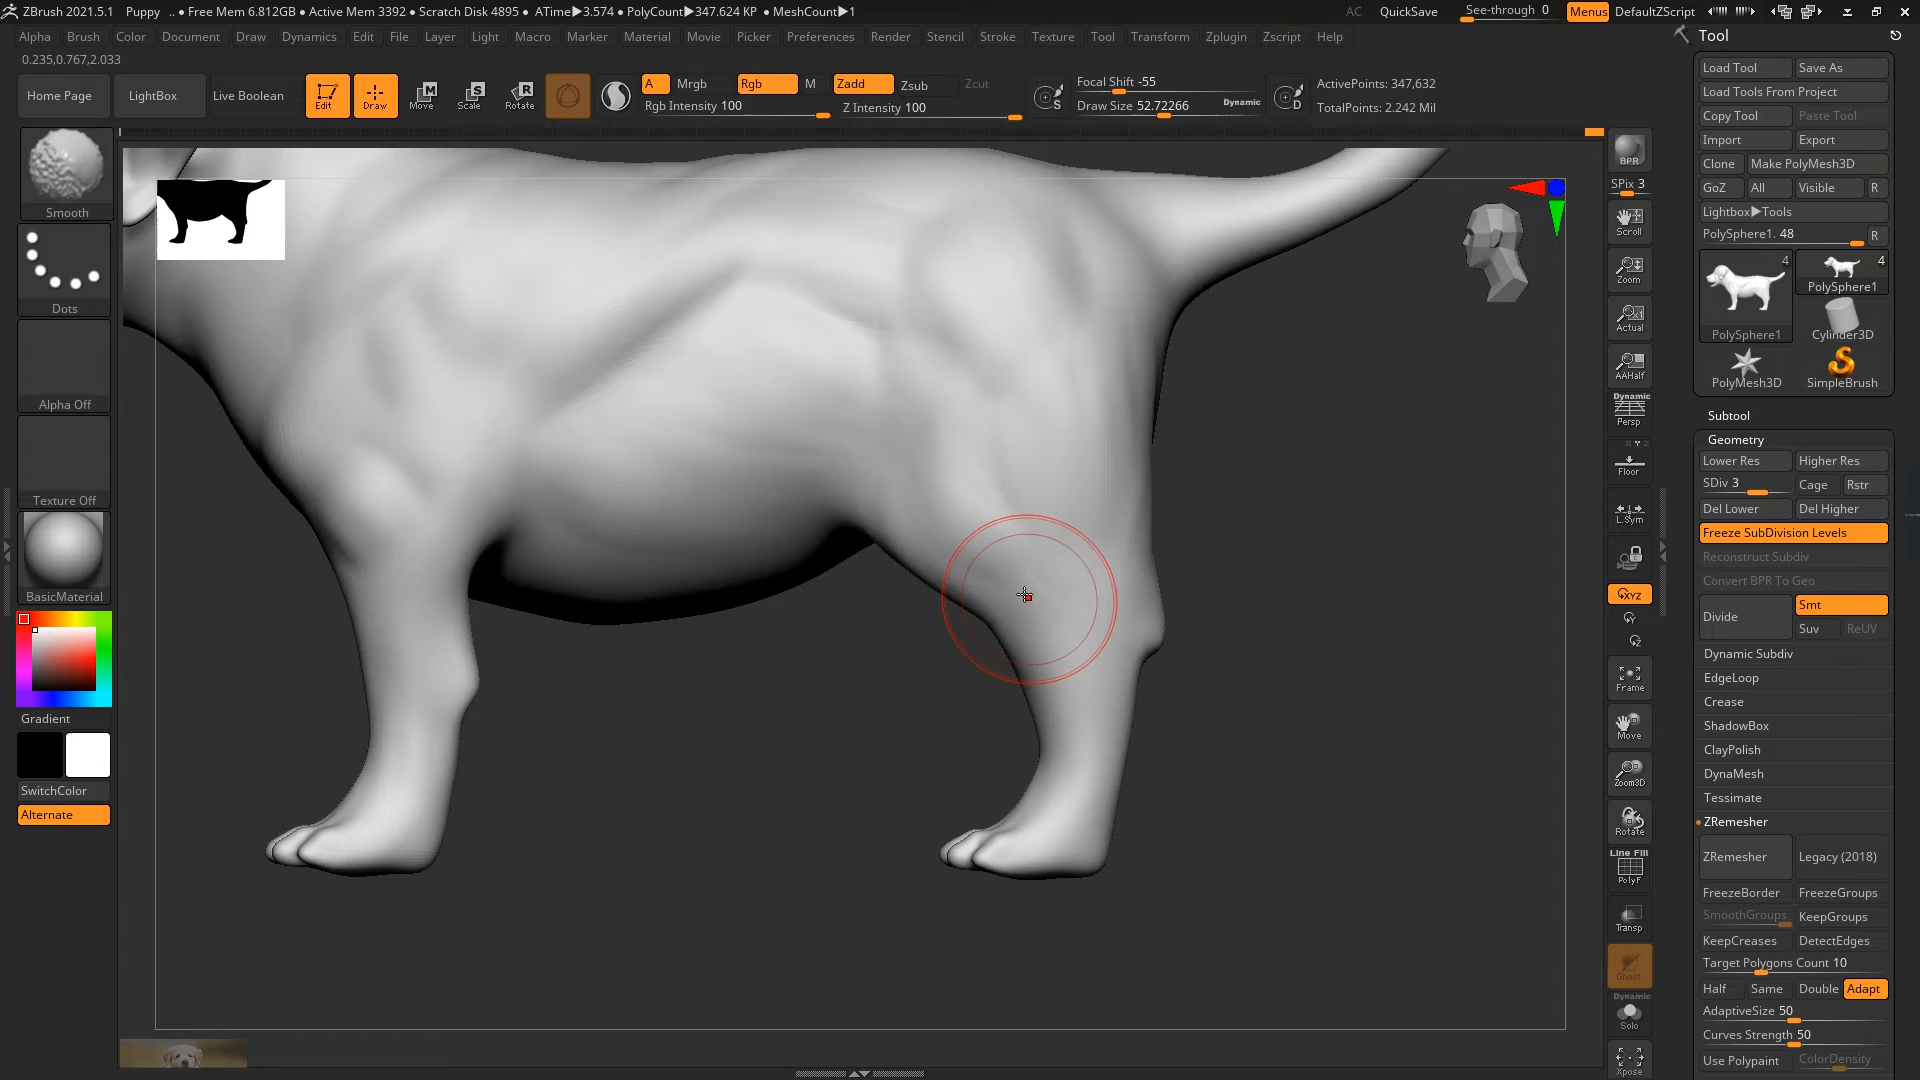 ZBrush 2021.5.1 Puppy .. ● Free Mem 6.812GB ● Active Mem 3392 ● Scratch Disk 4895 ● ATime▶3.574 ● PolyCount▶347.624 KP ● MeshCount▶1 AC QuickSave See-through 0 Menus DefaultZScript
Alpha Brush Color Document Draw Dynamics Edit File Layer Light Macro Marker Material Movie Picker Preferences Render Stencil Stroke Texture Tool Transform Zplugin Zscript Help
0.235,0.767,2.033
Home Page LightBox Live Boolean Edit Draw Move Scale Rotate
M S R
A Mrgb Rgb M Zadd Zsub Zcut
Rgb Intensity 100 Z Intensity 100
S Focal Shift -55
Draw Size 52.72266 Dynamic
D ActivePoints: 347,632
TotalPoints: 2.242 Mil
Smooth
Dots
Alpha Off
Texture Off
BasicMaterial
Gradient
SwitchColor
Alternate
BPR
SPix 3
Scroll
Zoom
Actual
AAHalf
Dynamic
Persp
Floor
L.Sym
XYZ
Y
Z
Frame
Move
Zoom3D
Rotate
Line Fill
PolyF
Transp
Ghost
Dynamic
Solo
Xpose
Tool
Load Tool Save As
Load Tools From Project
Copy Tool Paste Tool
Import Export
Clone Make PolyMesh3D
GoZ All Visible R
Lightbox▶Tools
PolySphere1. 48 R
4 4
PolySphere1
PolySphere1 Cylinder3D
PolyMesh3D SimpleBrush
Subtool
Geometry
Lower Res Higher Res
SDiv 3 Cage Rstr
Del Lower Del Higher
Freeze SubDivision Levels
Reconstruct Subdiv
Convert BPR To Geo
Divide Smt
Suv ReUV
Dynamic Subdiv
EdgeLoop
Crease
ShadowBox
ClayPolish
DynaMesh
Tessimate
ZRemesher
ZRemesher Legacy (2018)
FreezeBorder FreezeGroups
SmoothGroups KeepGroups
KeepCreases DetectEdges
Target Polygons Count 10
Half Same Double Adapt
AdaptiveSize 50
Curves Strength 50
Use Polypaint ColorDensity